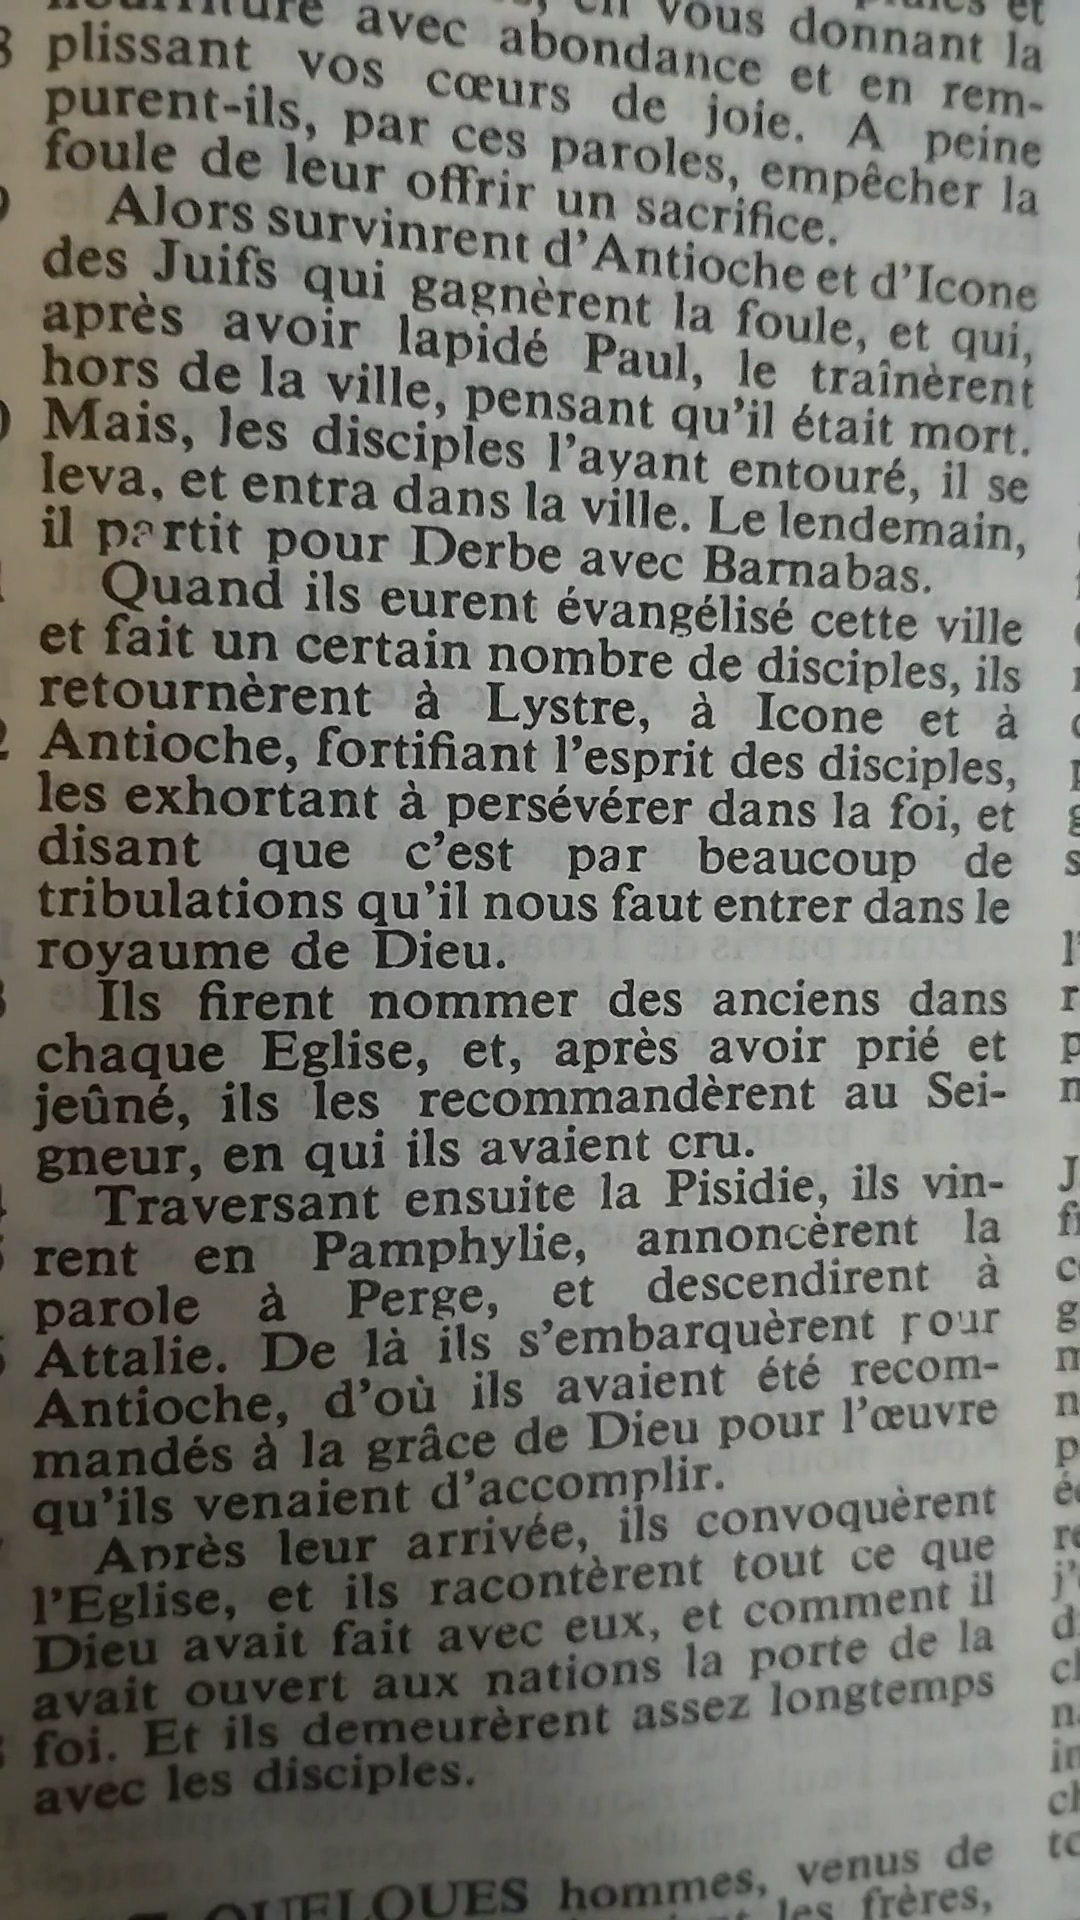 nourriture avec abondance et en rem-
8 plissant vos cœurs de joie. A peine
purent-ils, par ces paroles, empêcher la
foule de leur offrir un sacrifice.
Alors survinrent d'Antioche et d'Icone
des Juifs qui gagnèrent la foule, et qui,
après avoir lapidé Paul, le traînèrent
hors de la ville, pensant qu'il était mort.
Mais, les disciples l'ayant entouré, il se
leva, et entra dans la ville. Le lendemain,
il partit pour Derbe avec Barnabas.
Quand ils eurent évangélisé cette ville
et fait un certain nombre de disciples, ils
retournèrent à Lystre, à Icone et à
2 Antioche, fortifiant l'esprit des disciples,
les exhortant à persévérer dans la foi, et
disant que c'est par beaucoup de
tribulations qu'il nous faut entrer dans le
royaume de Dieu.
3 Ils firent nommer des anciens dans
chaque Eglise, et, après avoir prié et
jeûné, ils les recommandèrent au Sei-
gneur, en qui ils avaient cru.
Traversant ensuite la Pisidie, ils vin-
rent en Pamphylie, annoncèrent la
parole à Perge, et descendirent à
Attalie. De là ils s'embarquèrent pour
Antioche, d'où ils avaient été recom-
mandés à la grâce de Dieu pour l'œuvre
qu'ils venaient d'accomplir.
Après leur arrivée, ils convoquèrent
l'Eglise, et ils racontèrent tout ce que
Dieu avait fait avec eux, et comment il
avait ouvert aux nations la porte de la
foi. Et ils demeurèrent assez longtemps
avec les disciples.
QUELQUES hommes, venus de
les frères,